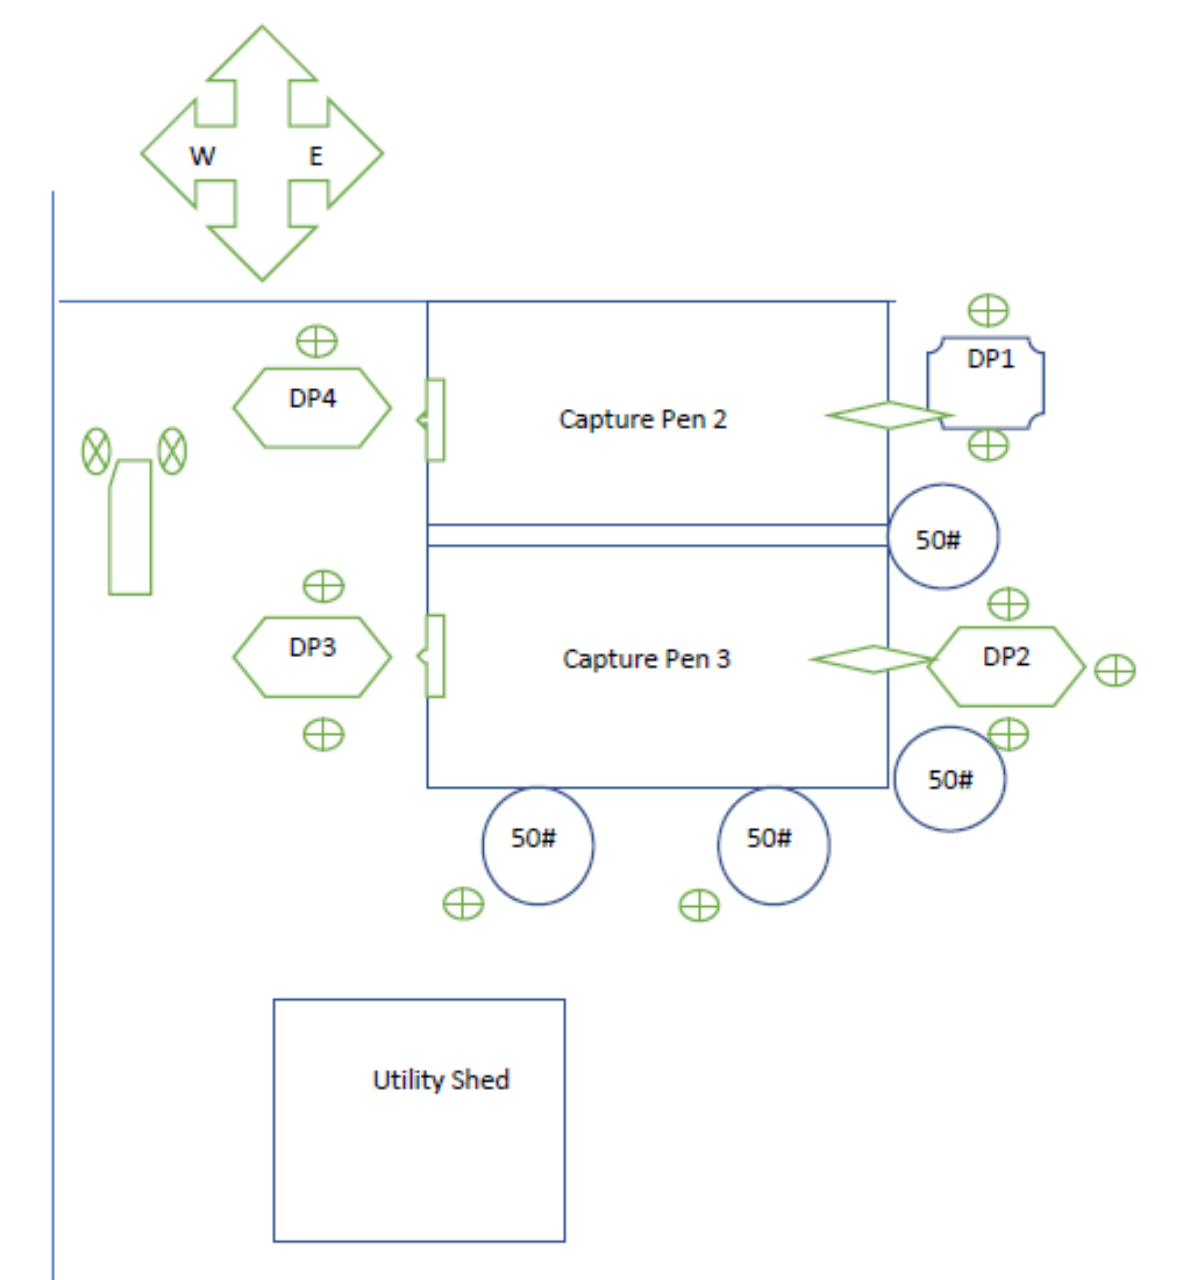 W
E
DP1
DP4
Capture Pen 2
50#
DP3
Capture Pen 3
DP2
50#
50#
50#
Utility Shed